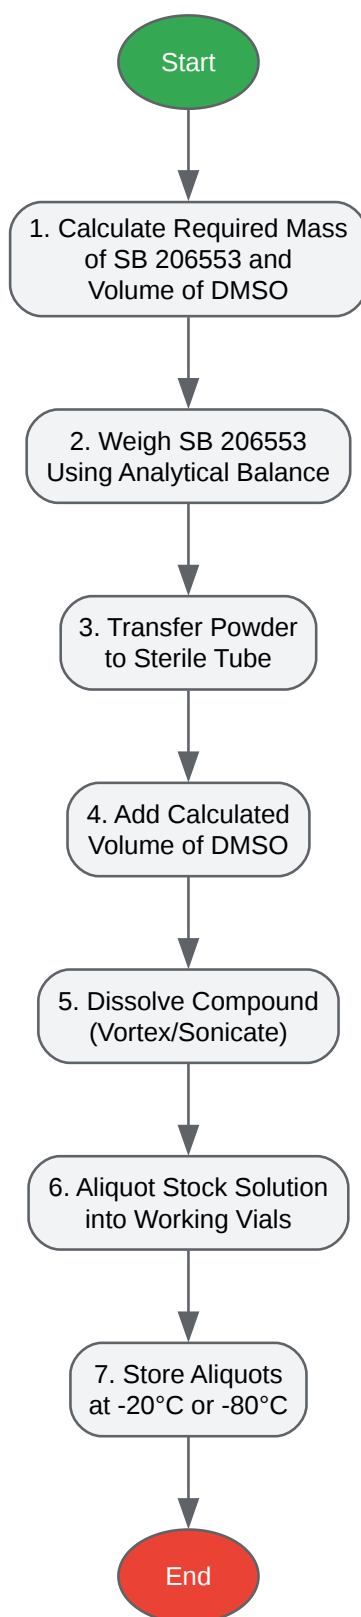 Start
1. Calculate Required Mass
of SB 206553 and
Volume of DMSO
2. Weigh SB 206553
Using Analytical Balance
3. Transfer Powder
to Sterile Tube
4. Add Calculated
Volume of DMSO
5. Dissolve Compound
(Vortex/Sonicate)
6. Aliquot Stock Solution
into Working Vials
7. Store Aliquots
at -20°C or -80°C
End